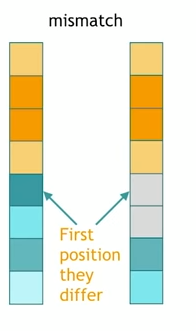 mismatch
First
position
they
differ